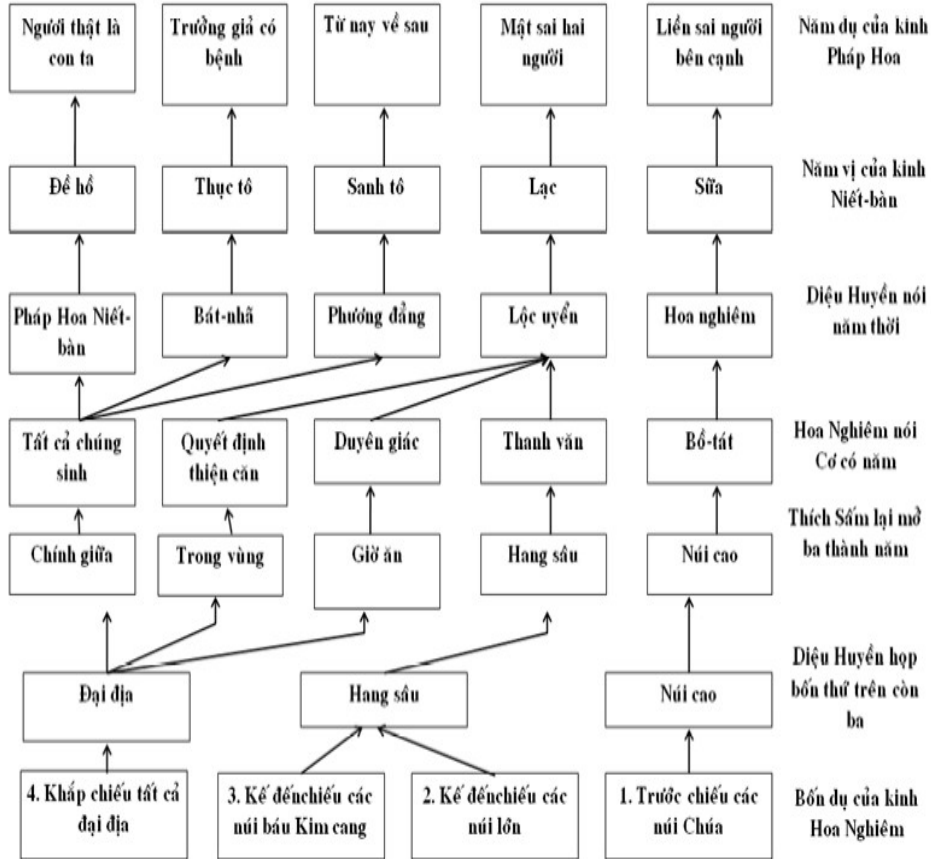 Người thật là
con ta
Trưởng giả có
bệnh
Từ nay về sau
Mật sai hai
người
Liền sai người
bên cạnh
Năm dụ của kinh
Pháp Hoa
Đề hồ
Thục tô
Sanh tô
Lạc
Sữa
Năm vị của kinh
Niết-bàn
Pháp Hoa Niết-
bàn
Bát-nhã
Phương đẳng
Lộc uyển
Hoa nghiêm
Diệu Huyền nói
năm thời
Tất cả chúng
sinh
Quyết định
thiện căn
Duyên giác
Thanh văn
Bồ-tát
Hoa Nghiêm nói
Cơ có năm
Chính giữa
Trong vùng
Giờ ăn
Hang sâu
Núi cao
Thích Sấm lại mở
ba thành năm
Đại địa
Hang sâu
Núi cao
Diệu Huyền họp
bốn thứ trên còn
ba
4. Khắp chiếu tất cả
đại địa
3. Kế đếnchiếu các
núi báu Kim cang
2. Kế đếnchiếu các
núi lớn
1. Trước chiếu các
núi Chúa
Bốn dụ của kinh
Hoa Nghiêm